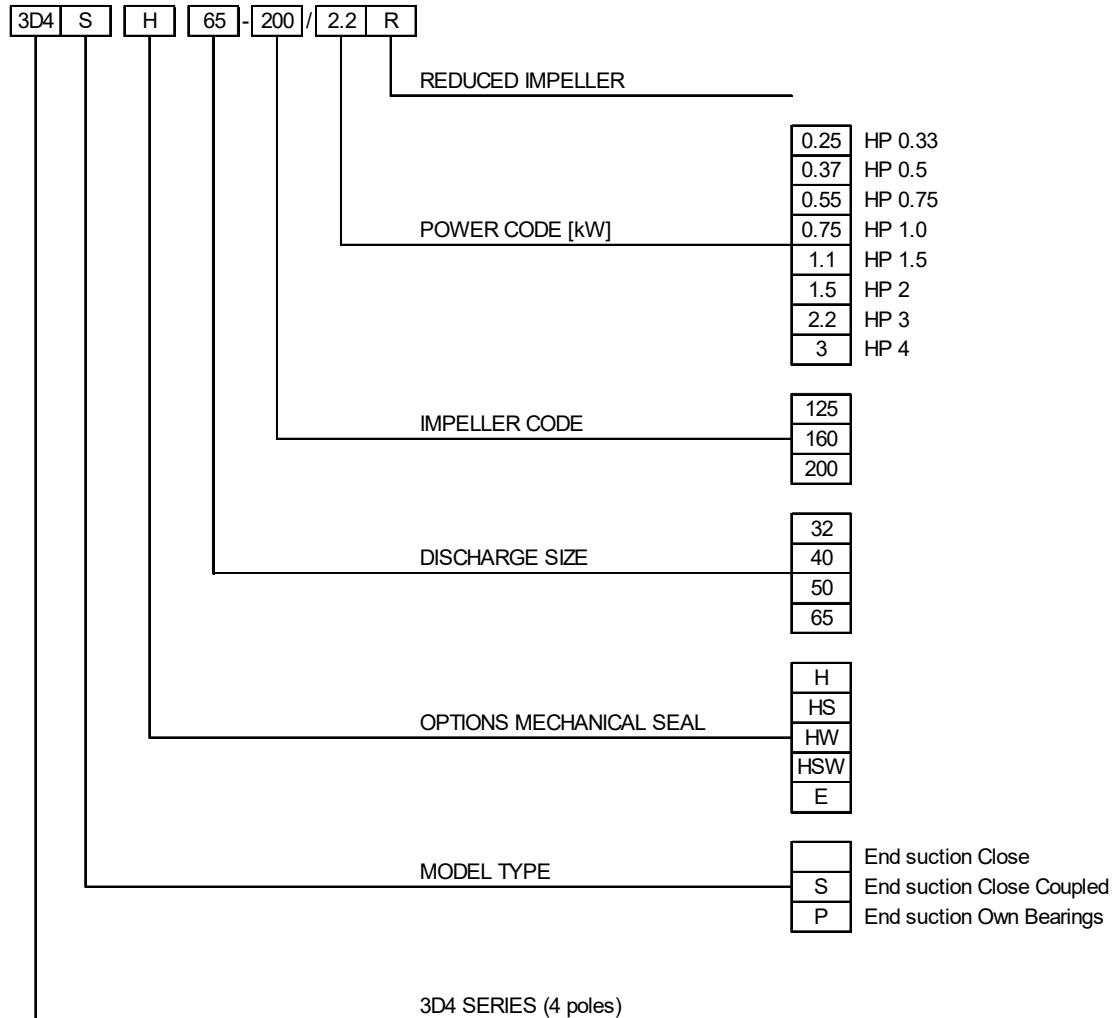 3D4 S H 65 - 200 / 2.2 R
REDUCED IMPELLER
0.25 HP 0.33
0.37 HP 0.5
0.55 HP 0.75
POWER CODE [kW] 0.75 HP 1.0
1.1 HP 1.5
1.5 HP 2
2.2 HP 3
3 HP 4
125
IMPELLER CODE
160
200
32
DISCHARGE SIZE 40
50
65
H
HS
OPTIONS MECHANICAL SEAL HW
HSW
E
End suction Close
MODEL TYPE
S End suction Close Coupled
P End suction Own Bearings
3D4 SERIES (4 poles)